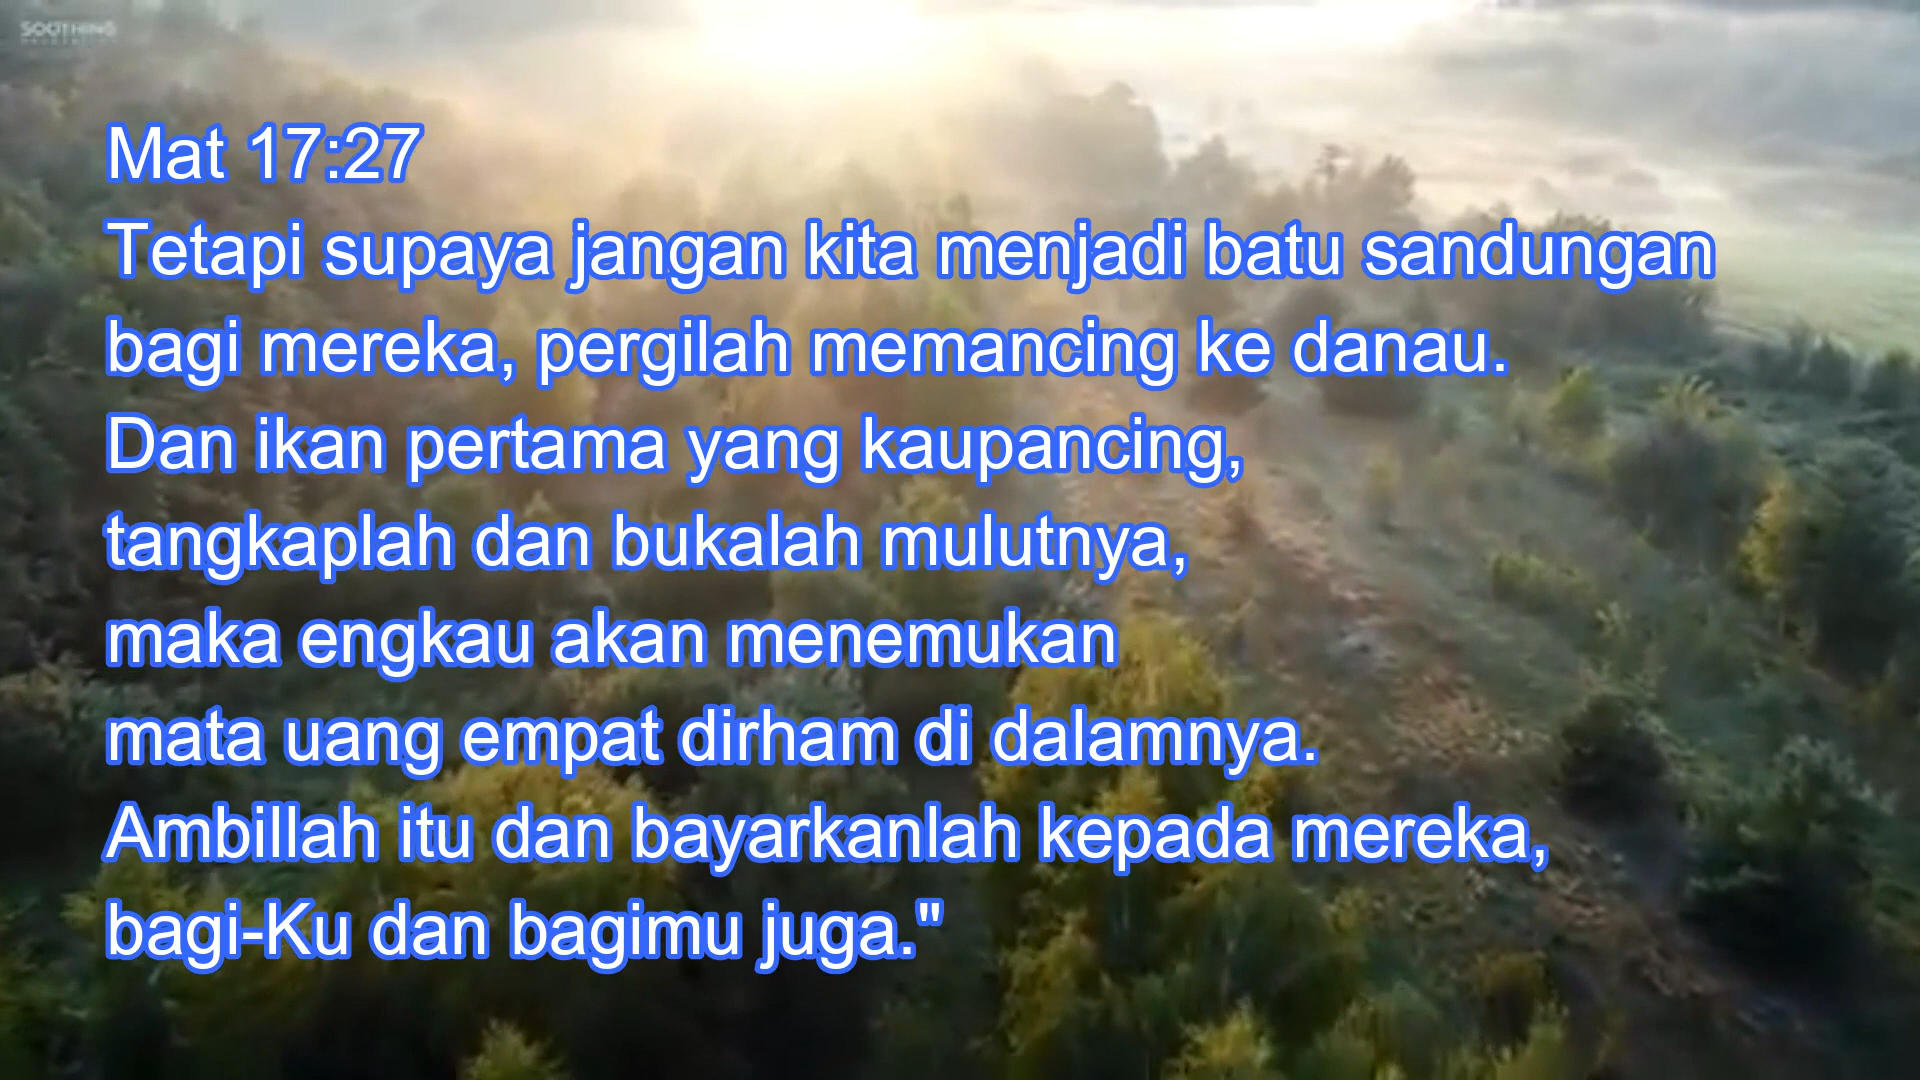 SOOTHING
Mat 17:27
Tetapi supaya jangan kita menjadi batu sandungan
bagi mereka, pergilah memancing ke danau.
Dan ikan pertama yang kaupancing,
tangkaplah dan bukalah mulutnya,
maka engkau akan menemukan
mata uang empat dirham di dalamnya.
Ambillah itu dan bayarkanlah kepada mereka,
bagi-Ku dan bagimu juga."